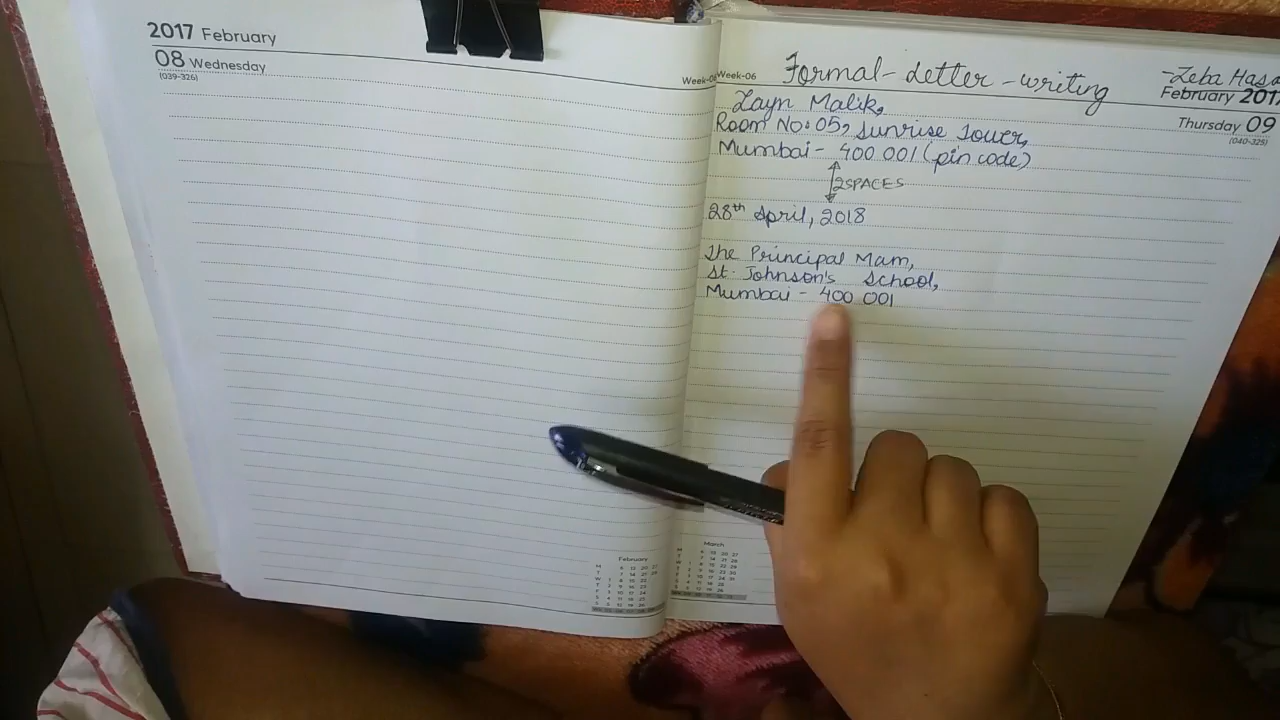 2017 February
08 Wednesday
(039-326)
Week-06
Week-06
Formal-Letter-writing
-Zeba Hasa
February 2017
Thursday 09
(040-325)
Zayn Malik,
Room No: 05, Sunrise Tower,
Mumbai - 400 001 (pin code)
2SPACES
28th April, 2018
The Principal Mam,
St. Johnson's School,
Mumbai - 400 001
February
March